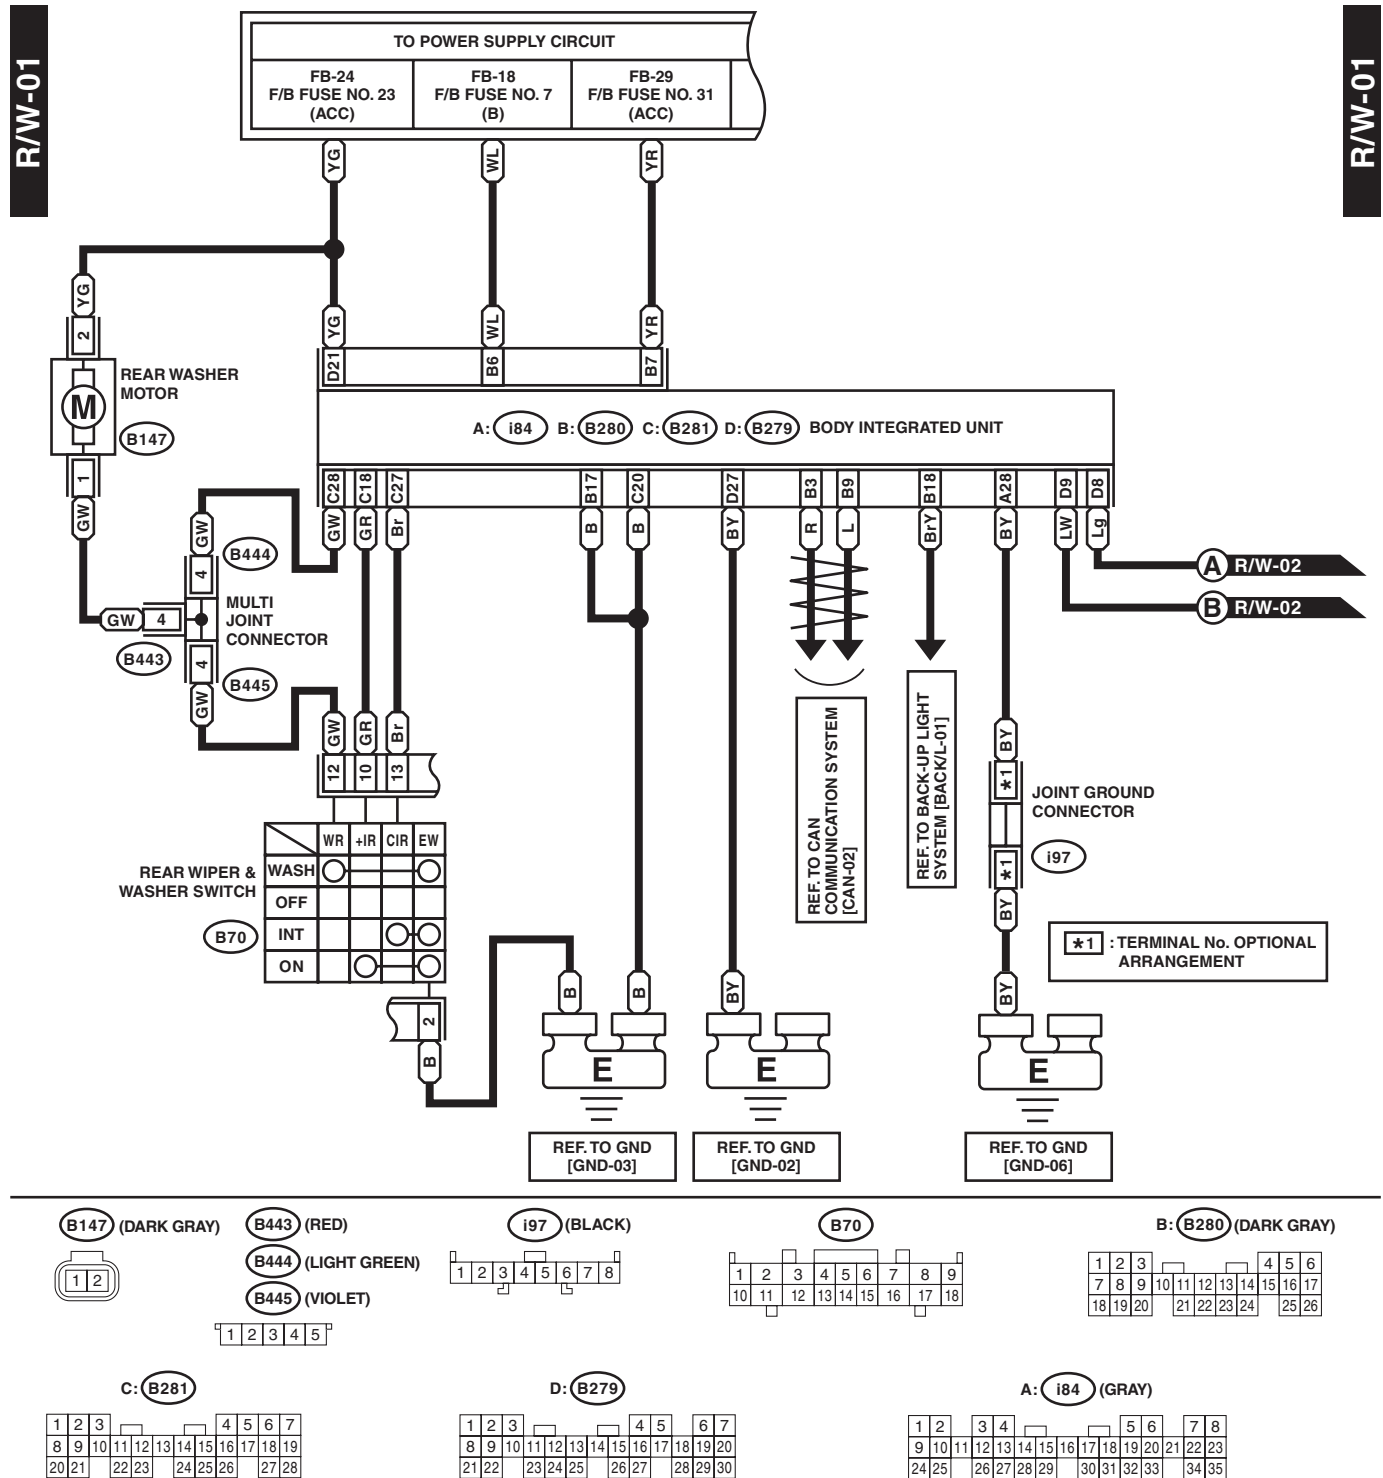 R/W-01
R/W-01
TO POWER SUPPLY CIRCUIT
FB-24
F/B FUSE NO. 23
(ACC)
FB-18
F/B FUSE NO. 7
(B)
FB-29
F/B FUSE NO. 31
(ACC)
YG
WL
YR
YG
2
YG
WL
YR
D21
B6
B7
M
REAR WASHER
MOTOR
B147
1
GW
A: i84 B: B280 C: B281 D: B279 BODY INTEGRATED UNIT
C28
C18
C27
B17
C20
D27
B3
B9
B18
A28
D9
D8
GW
GR
Br
B
B
BY
R
L
BrY
BY
LW
Lg
A R/W-02
B R/W-02
GW
B444
4
MULTI
JOINT
CONNECTOR
GW 4
B443
4
B445
GW
GW
GR
Br
12
10
13
WR +IR CIR EW
WASH
OFF
INT
ON
REAR WIPER &
WASHER SWITCH
B70
2
B
REF. TO CAN
COMMUNICATION SYSTEM
[CAN-02]
REF. TO BACK-UP LIGHT
SYSTEM [BACK/L-01]
BY
*1
JOINT GROUND
CONNECTOR
i97
*1
BY
*1 : TERMINAL No. OPTIONAL
ARRANGEMENT
B
B
BY
BY
E
E
E
REF. TO GND
[GND-03]
REF. TO GND
[GND-02]
REF. TO GND
[GND-06]
B147 (DARK GRAY)
1 2
B443 (RED)
B444 (LIGHT GREEN)
B445 (VIOLET)
1 2 3 4 5
i97 (BLACK)
1 2 3 4 5 6 7 8
B70
1 2 3 4 5 6 7 8 9
10 11 12 13 14 15 16 17 18
B: B280 (DARK GRAY)
1 2 3 4 5 6
7 8 9 10 11 12 13 14 15 16 17
18 19 20 21 22 23 24 25 26
C: B281
1 2 3 4 5 6 7
8 9 10 11 12 13 14 15 16 17 18 19
20 21 22 23 24 25 26 27 28
D: B279
1 2 3 4 5 6 7
8 9 10 11 12 13 14 15 16 17 18 19 20
21 22 23 24 25 26 27 28 29 30
A: i84 (GRAY)
1 2 3 4 5 6 7 8
9 10 11 12 13 14 15 16 17 18 19 20 21 22 23
24 25 26 27 28 29 30 31 32 33 34 35